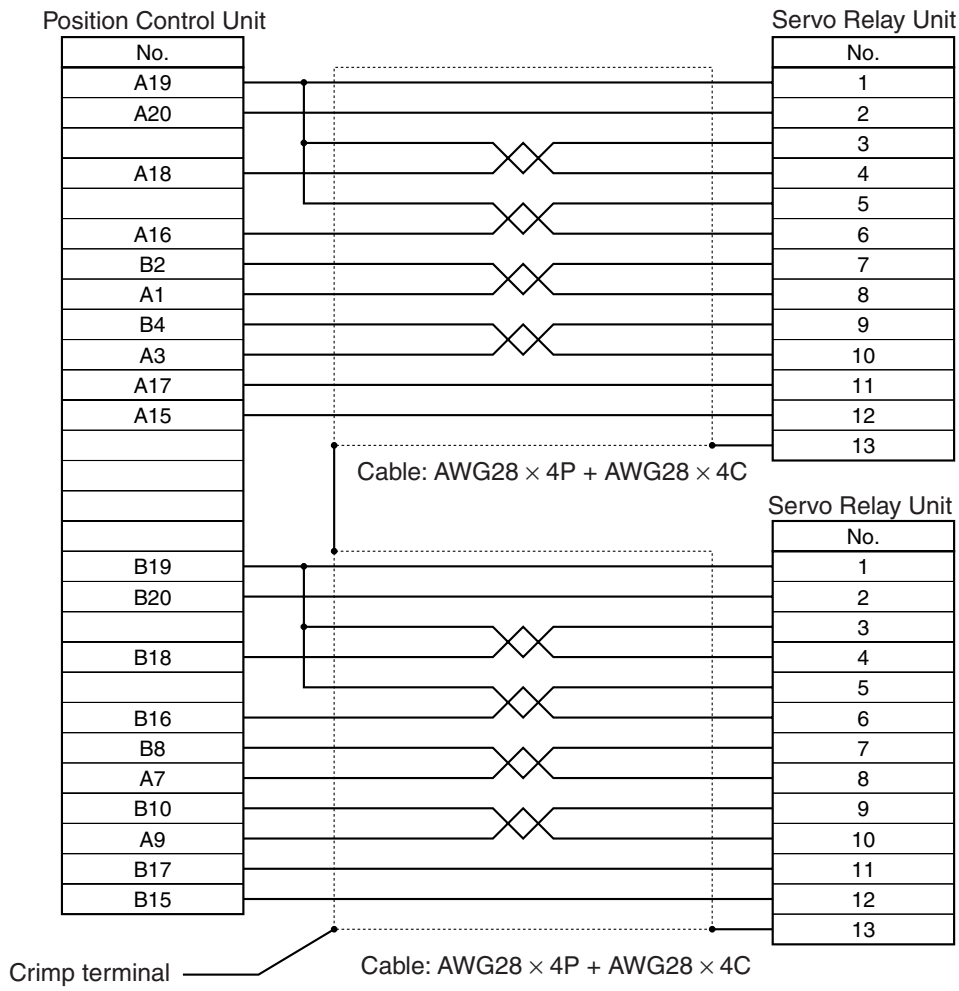 Position Control Unit
No.
A19
A20
A18
A16
B2
A1
B4
A3
A17
A15
B19
B20
B18
B16
B8
A7
B10
A9
B17
B15
Crimp terminal
Servo Relay Unit
No.
1
2
3
4
5
6
7
8
9
10
11
12
13
Cable: AWG28 × 4P + AWG28 × 4C
Servo Relay Unit
No.
1
2
3
4
5
6
7
8
9
10
11
12
13
Cable: AWG28 × 4P + AWG28 × 4C